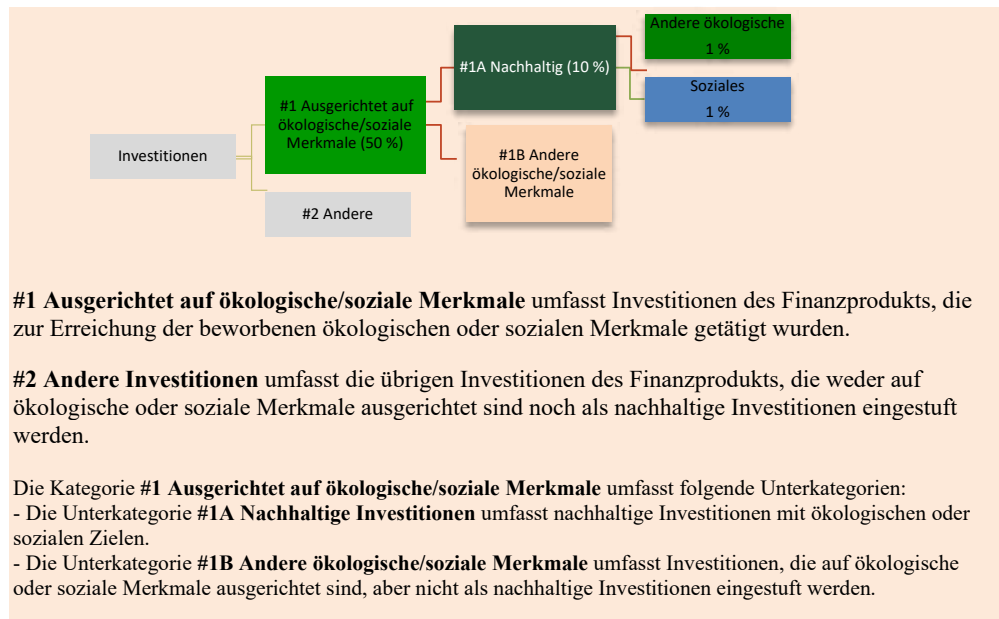 Andere ökologische
1 %
#1A Nachhaltig (10 %)
Soziales
1 %
#1 Ausgerichtet auf
ökologische/soziale
Merkmale (50 %)
Investitionen
#1B Andere
ökologische/soziale
Merkmale
#2 Andere
#1 Ausgerichtet auf ökologische/soziale Merkmale umfasst Investitionen des Finanzprodukts, die
zur Erreichung der beworbenen ökologischen oder sozialen Merkmale getätigt wurden.
#2 Andere Investitionen umfasst die übrigen Investitionen des Finanzprodukts, die weder auf
ökologische oder soziale Merkmale ausgerichtet sind noch als nachhaltige Investitionen eingestuft
werden.
Die Kategorie #1 Ausgerichtet auf ökologische/soziale Merkmale umfasst folgende Unterkategorien:
- Die Unterkategorie #1A Nachhaltige Investitionen umfasst nachhaltige Investitionen mit ökologischen oder
sozialen Zielen.
- Die Unterkategorie #1B Andere ökologische/soziale Merkmale umfasst Investitionen, die auf ökologische
oder soziale Merkmale ausgerichtet sind, aber nicht als nachhaltige Investitionen eingestuft werden.